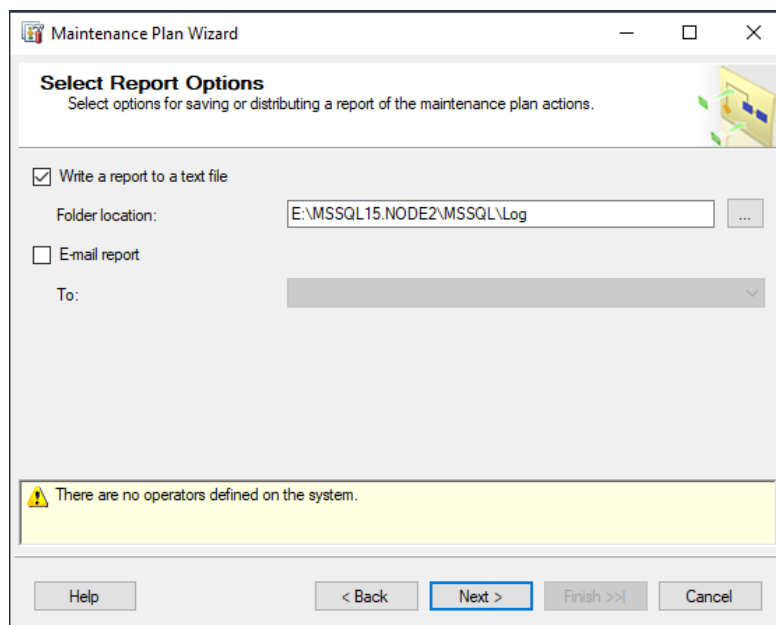 Maintenance Plan Wizard
Select Report Options
Select options for saving or distributing a report of the maintenance plan actions.
Write a report to a text file
Folder location:
E:\MSSQL15.NODE2\MSSQL\Log
...
E-mail report
To:
There are no operators defined on the system.
Help
< Back
Next >
Finish >>|
Cancel